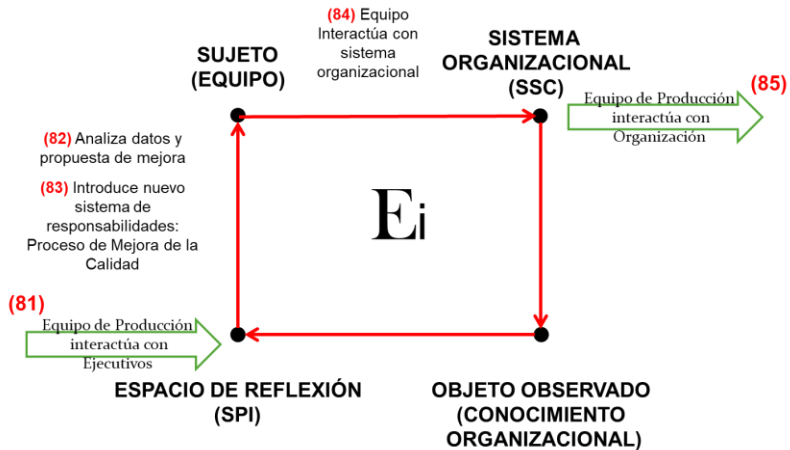 (84) Equipo
Interactúa con
sistema
organizacional
SUJETO
(EQUIPO)
SISTEMA
ORGANIZACIONAL
(SSC)
(85)
Equipo de Producción
interactúa con
Organización
(82) Analiza datos y
propuesta de mejora
(83) Introduce nuevo
sistema de
responsabilidades:
Proceso de Mejora de la
Calidad
Ei
(81)
Equipo de Producción
interactúa con
Ejecutivos
ESPACIO DE REFLEXIÓN
(SPI)
OBJETO OBSERVADO
(CONOCIMIENTO
ORGANIZACIONAL)